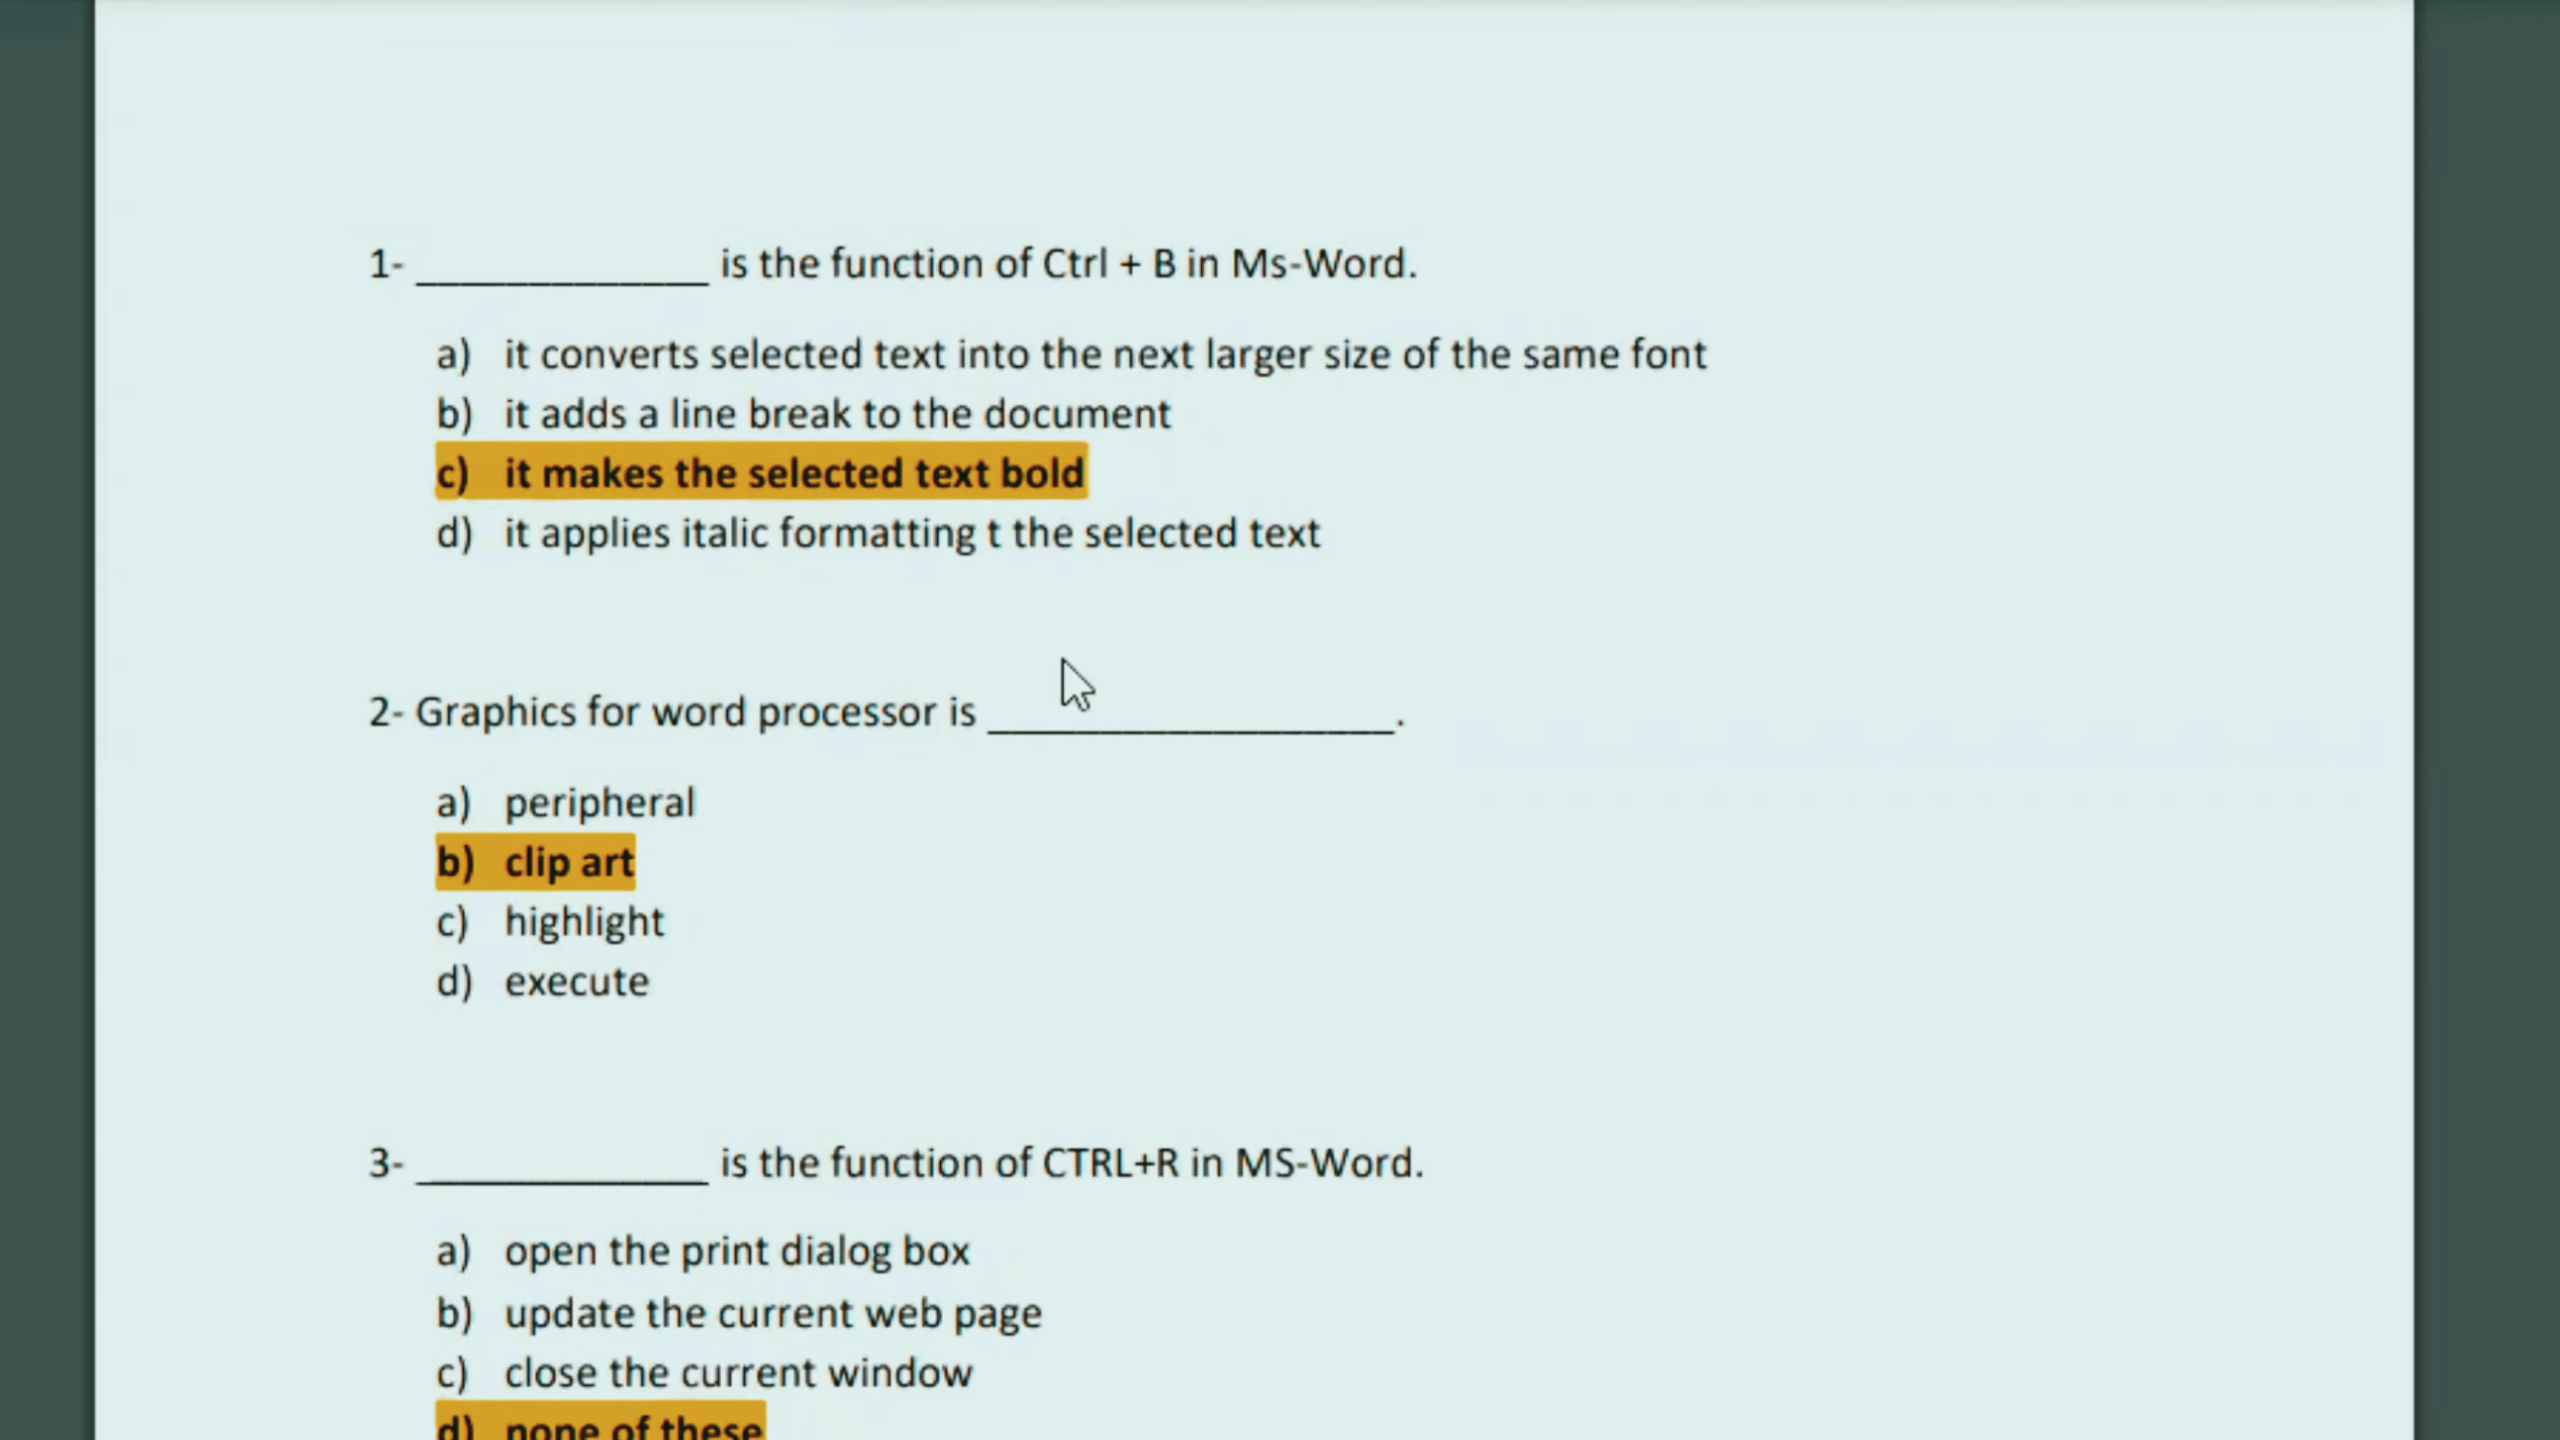 1- _____________ is the function of Ctrl + B in Ms-Word.
a) it converts selected text into the next larger size of the same font
b) it adds a line break to the document
c) it makes the selected text bold
d) it applies italic formatting t the selected text
2- Graphics for word processor is __________________.
a) peripheral
b) clip art
c) highlight
d) execute
3- _____________ is the function of CTRL+R in MS-Word.
a) open the print dialog box
b) update the current web page
c) close the current window
d) none of these